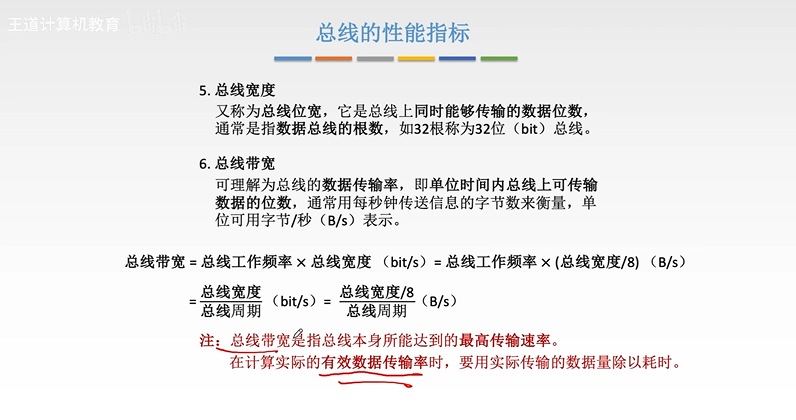 王道计算机教育
总线的性能指标
5. 总线宽度
又称为总线位宽，它是总线上同时能够传输的数据位数，
通常是指数据总线的根数，如32根称为32位（bit）总线。
6. 总线带宽
可理解为总线的数据传输率，即单位时间内总线上可传输
数据的位数，通常用每秒钟传送信息的字节数来衡量，单
位可用字节/秒（B/s）表示。
总线带宽 = 总线工作频率 × 总线宽度 （bit/s）= 总线工作频率 × (总线宽度/8) （B/s）
= 总线宽度/总线周期（bit/s）= 总线宽度/8/总线周期（B/s）
注：总线带宽是指总线本身所能达到的最高传输速率。
在计算实际的有效数据传输率时，要用实际传输的数据量除以耗时。